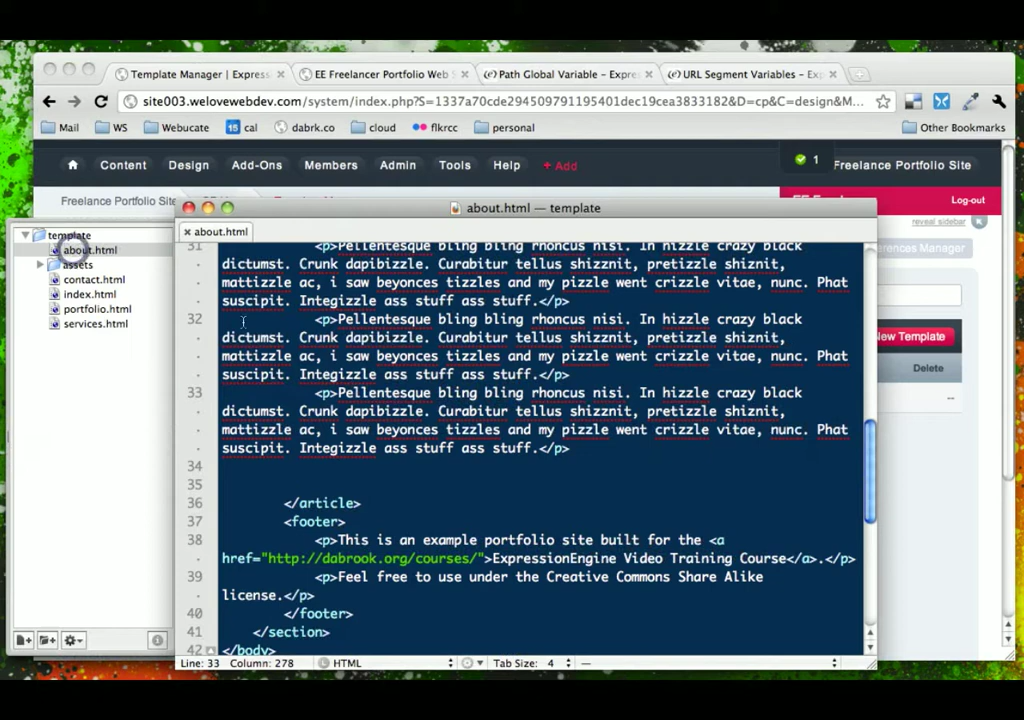 Template Manager | Express
EE Freelancer Portfolio Web S
Path Global Variable – Expre
URL Segment Variables – Exp
site003.welovewebdev.com/system/index.php?S=1337a70cde294509791195401dec19cea3833182&D=cp&C=design&M...
Mail
WS
Webucate
15 cal
dabrk.co
cloud
flkrcc
personal
Other Bookmarks
Content
Design
Add-Ons
Members
Admin
Tools
Help
+ Add
1
Freelance Portfolio Site
Freelance Portfolio Site
Log-out
reveal sidebar
erences Manager
New Template
Delete
--
about.html — template
about.html
template
about.html
assets
contact.html
index.html
portfolio.html
services.html
31 <p>Pellentesque bling bling rhoncus nisi. In hizzle crazy black
dictumst. Crunk dapibizzle. Curabitur tellus shizznit, pretizzle shiznit,
mattizzle ac, i saw beyonces tizzles and my pizzle went crizzle vitae, nunc. Phat
suscipit. Integizzle ass stuff ass stuff.</p>
32 <p>Pellentesque bling bling rhoncus nisi. In hizzle crazy black
dictumst. Crunk dapibizzle. Curabitur tellus shizznit, pretizzle shiznit,
mattizzle ac, i saw beyonces tizzles and my pizzle went crizzle vitae, nunc. Phat
suscipit. Integizzle ass stuff ass stuff.</p>
33 <p>Pellentesque bling bling rhoncus nisi. In hizzle crazy black
dictumst. Crunk dapibizzle. Curabitur tellus shizznit, pretizzle shiznit,
mattizzle ac, i saw beyonces tizzles and my pizzle went crizzle vitae, nunc. Phat
suscipit. Integizzle ass stuff ass stuff.</p>
34
35
36 </article>
37 <footer>
38 <p>This is an example portfolio site built for the <a
href="http://dabrook.org/courses/">ExpressionEngine Video Training Course</a>.</p>
39 <p>Feel free to use under the Creative Commons Share Alike
license.</p>
40 </footer>
41 </section>
42 </body>
Line: 33 Column: 278
HTML
Tab Size: 4
—